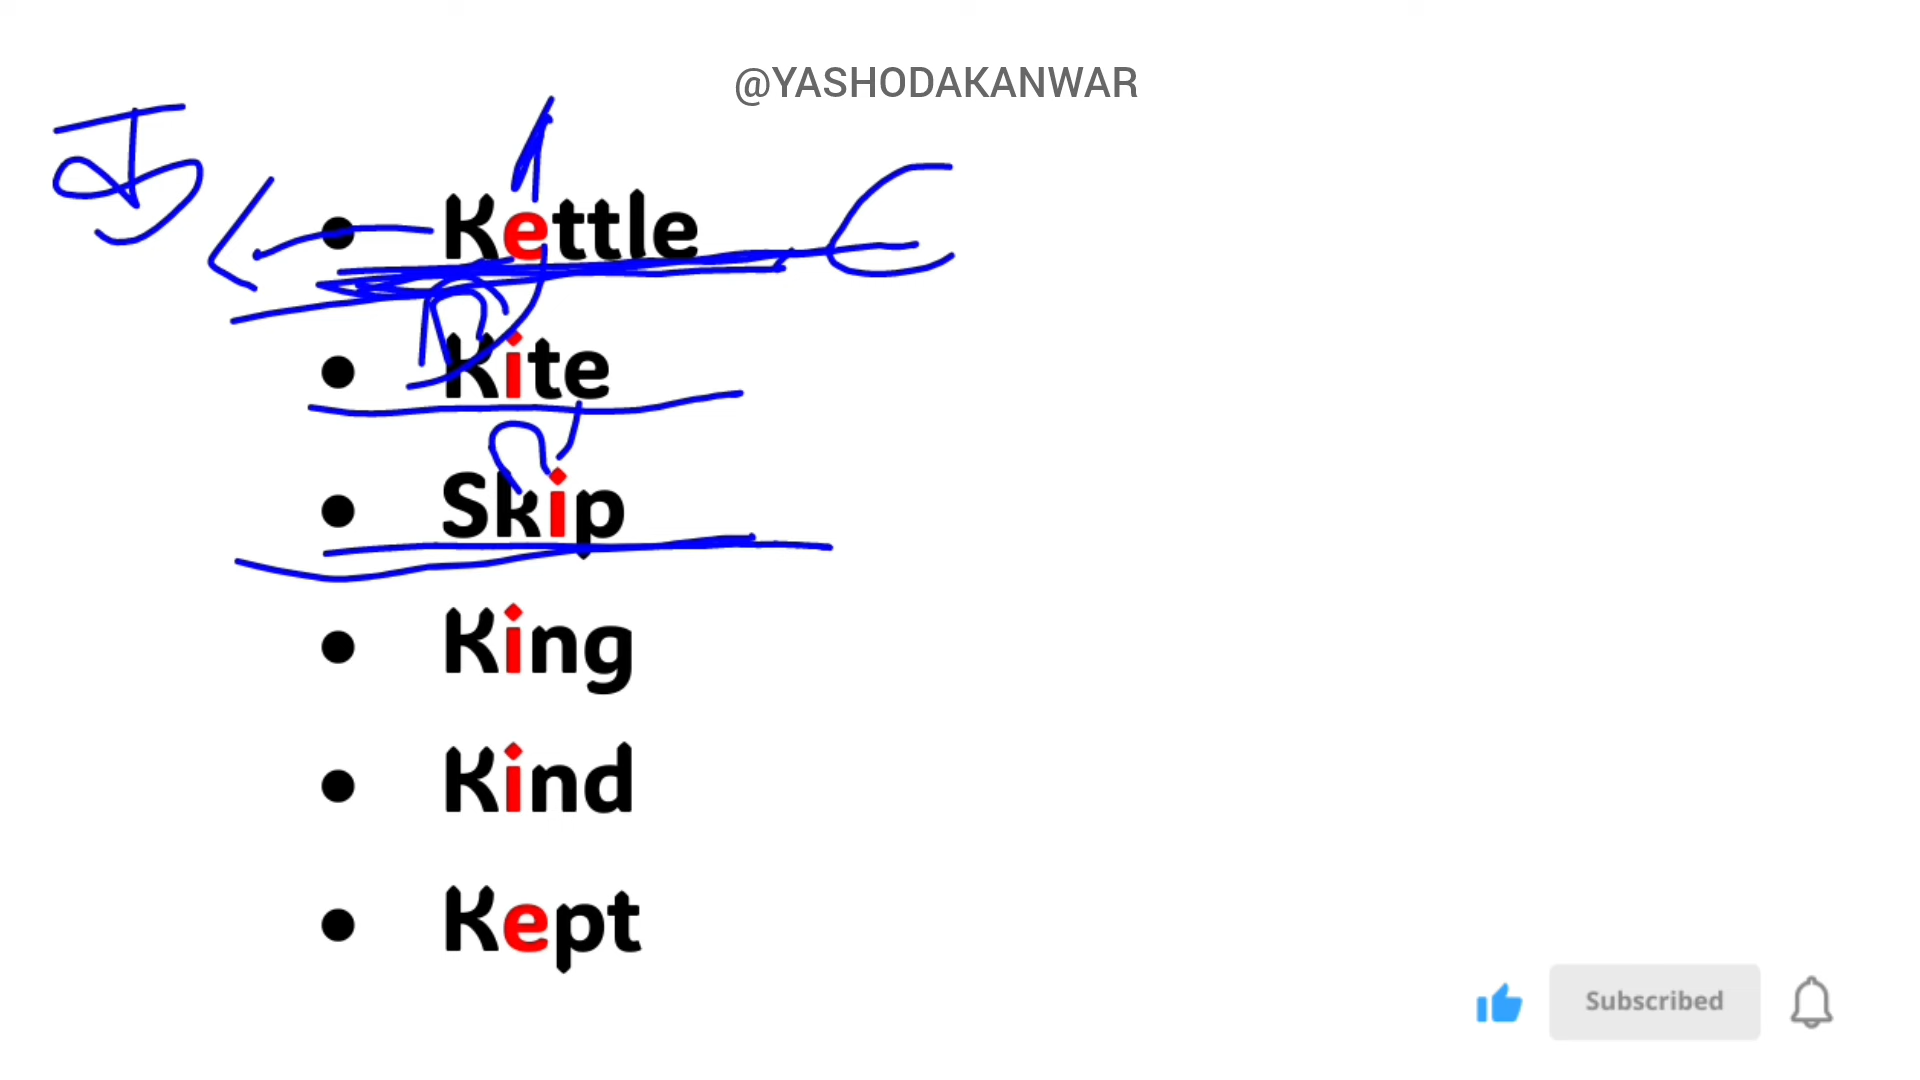 @YASHODAKANWAR
क
• Kettle C
• Kite
• Skip
• King
• Kind
• Kept
Subscribed